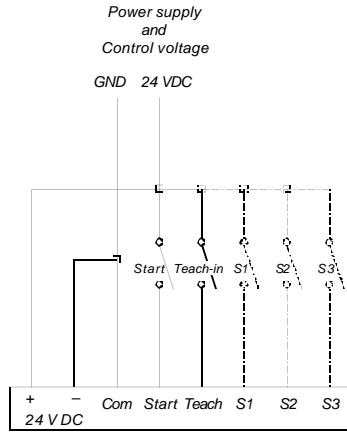 Power supply
and
Control voltage
GND 24 VDC
Start Teach-in S1 S2 S3
+ – Com Start Teach S1 S2 S3
24 V DC